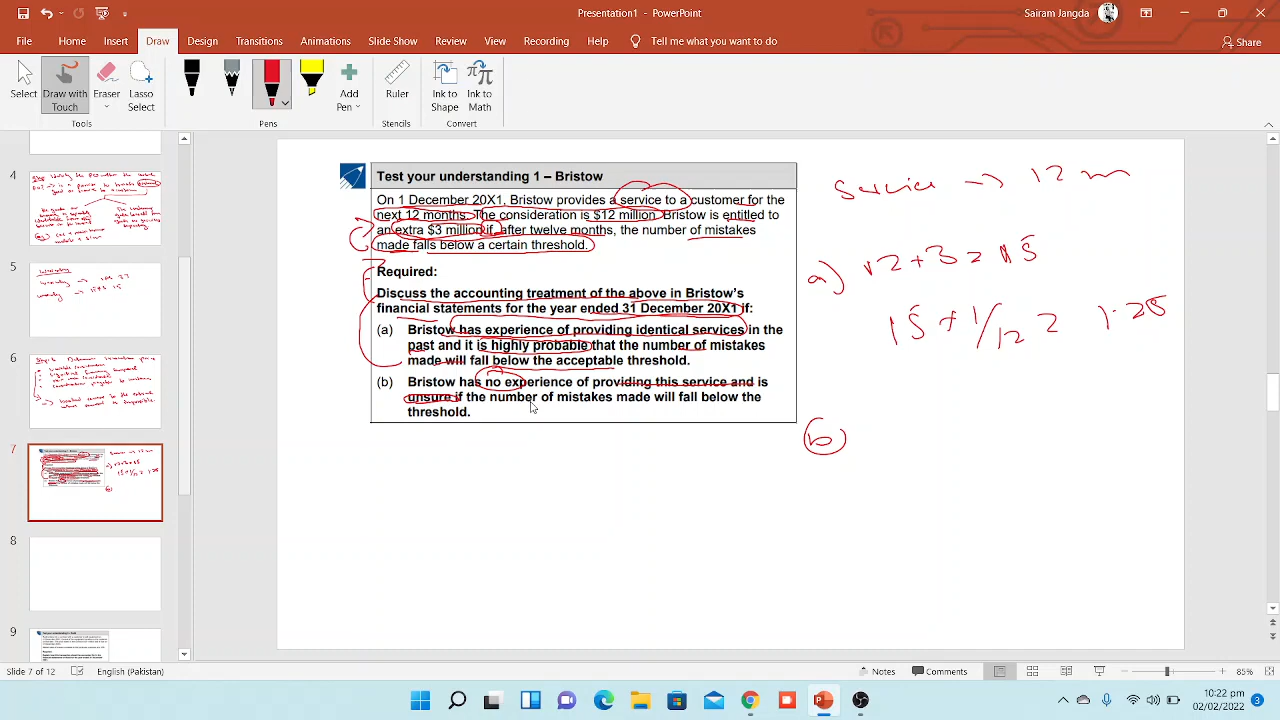 Presentation1 - PowerPoint
Sairam Jangda
File Home Insert Draw Design Transitions Animations Slide Show Review View Recording Help Tell me what you want to do
Share
Select
Draw with Touch
Eraser
Lasso Select
Add Pen
Ruler
Ink to Shape
Ink to Math
Tools
Pens
Stencils
Convert
4
5
6
7
8
9
Test your understanding 1 – Bristow
On 1 December 20X1, Bristow provides a service to a customer for the
next 12 months. The consideration is $12 million. Bristow is entitled to
an extra $3 million if, after twelve months, the number of mistakes
made falls below a certain threshold.
Required:
Discuss the accounting treatment of the above in Bristow's
financial statements for the year ended 31 December 20X1 if:
(a) Bristow has experience of providing identical services in the
past and it is highly probable that the number of mistakes
made will fall below the acceptable threshold.
(b) Bristow has no experience of providing this service and is
unsure if the number of mistakes made will fall below the
threshold.
Service → 12 m
a) 12 + 3 = 15
15 × 1/12 = 1.25
(b)
Slide 7 of 12
English (Pakistan)
Notes
Comments
85%
10:22 pm
02/02/2022
3